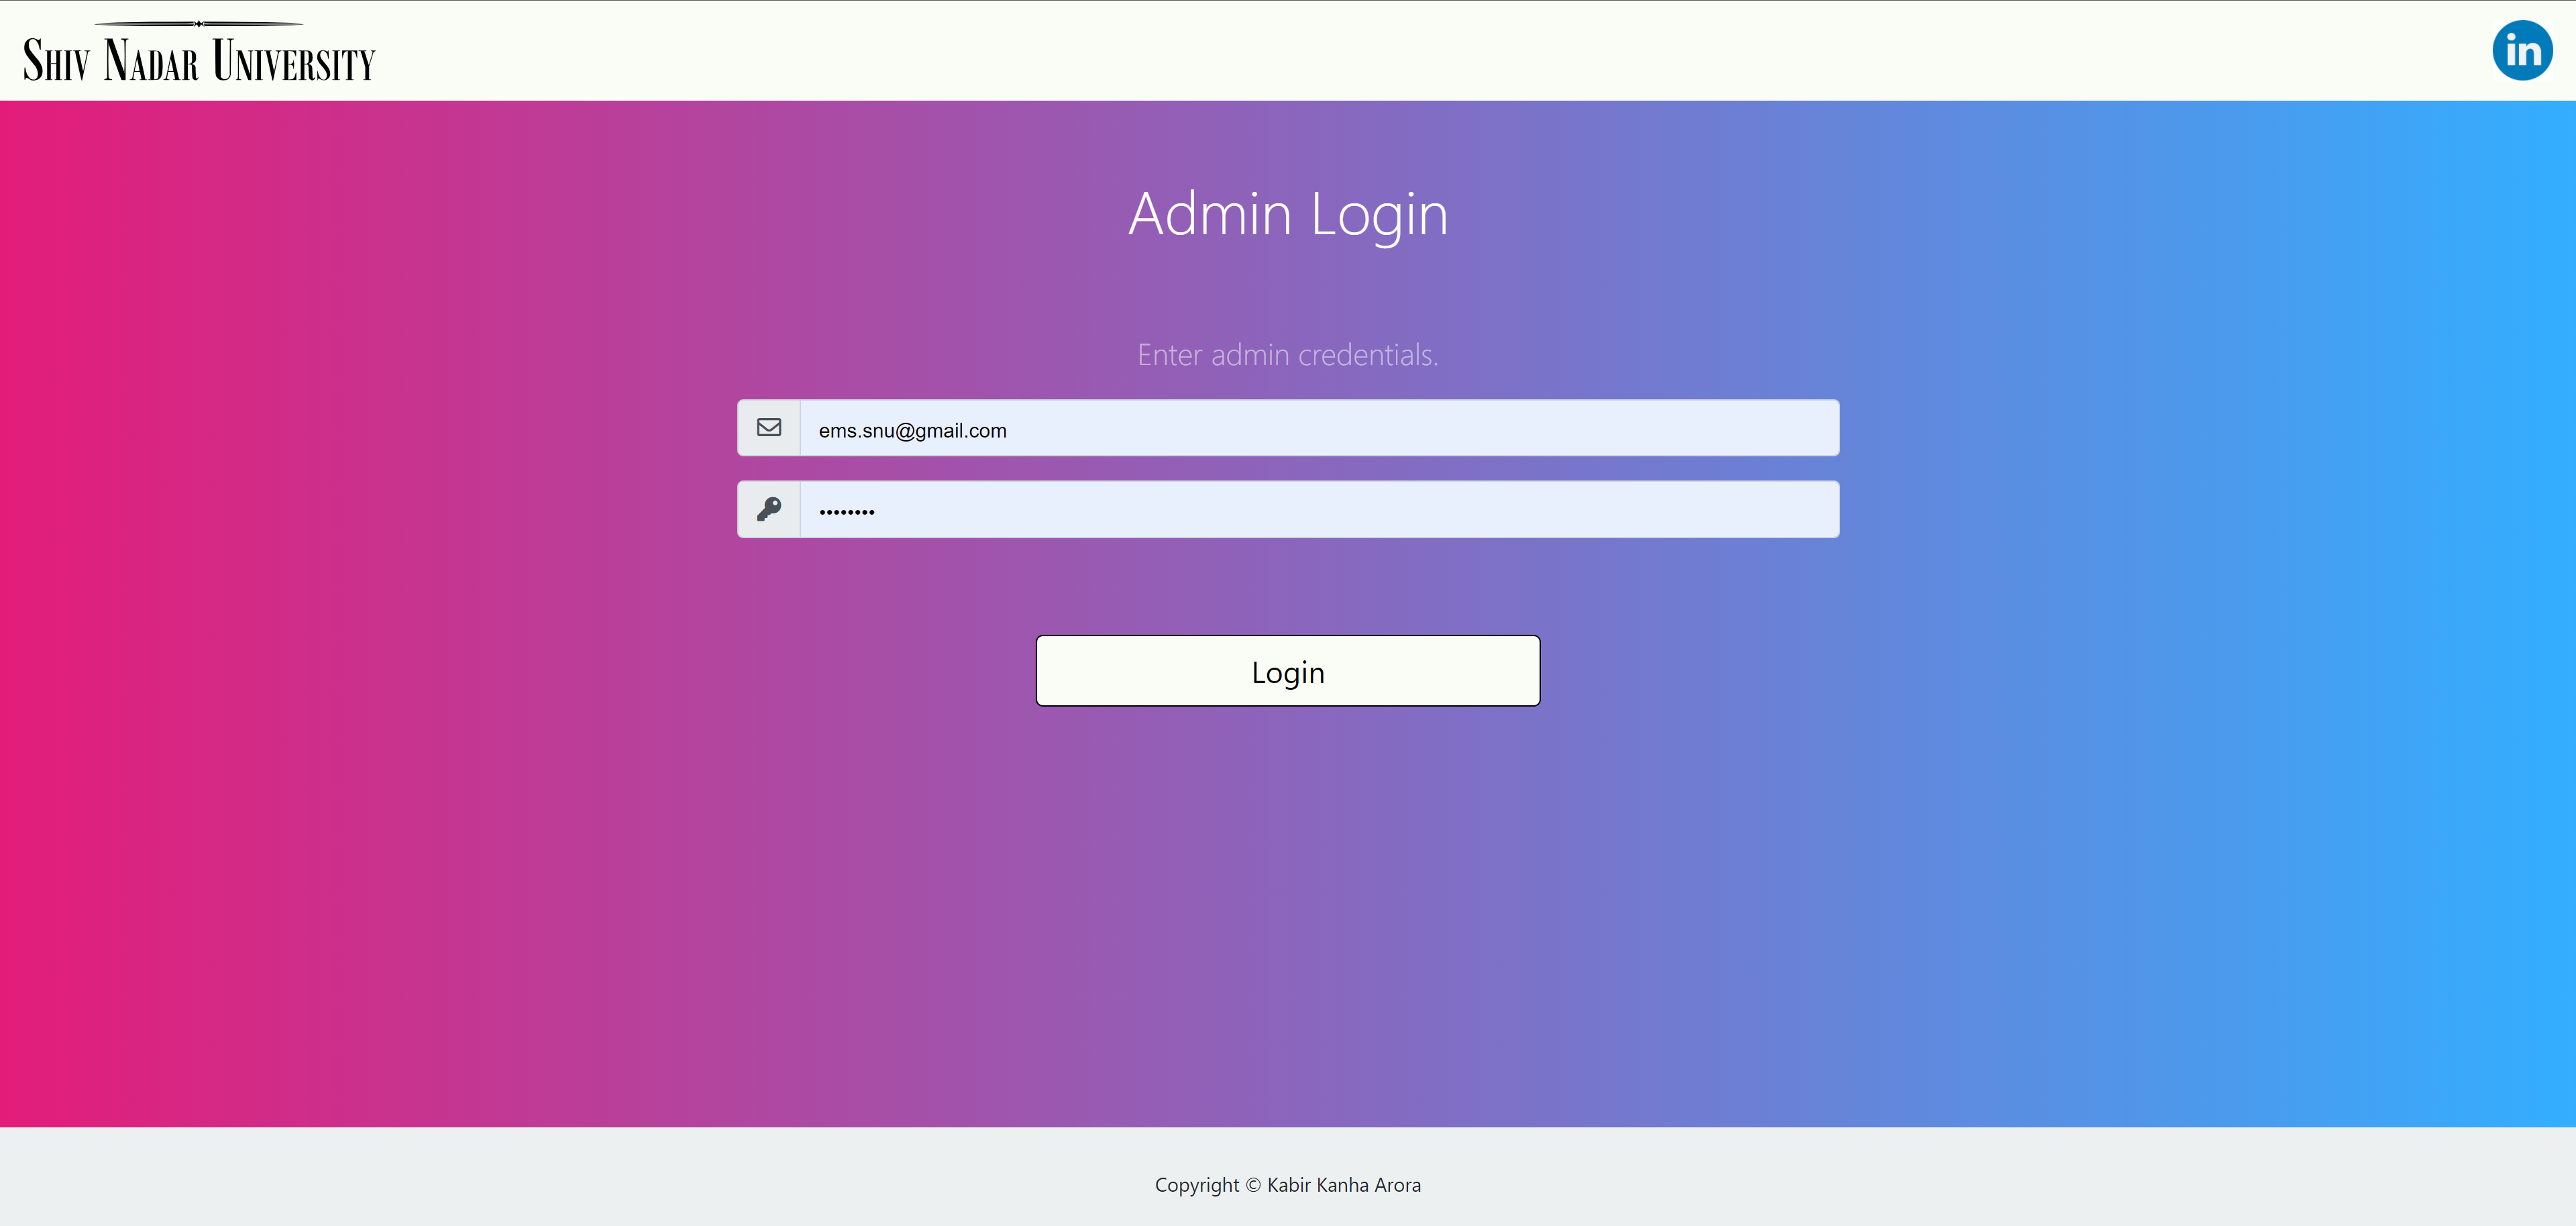 SHIV NADAR UNIVERSITY
in
Admin Login
Enter admin credentials.
ems.snu@gmail.com
••••••••
Login
Copyright © Kabir Kanha Arora